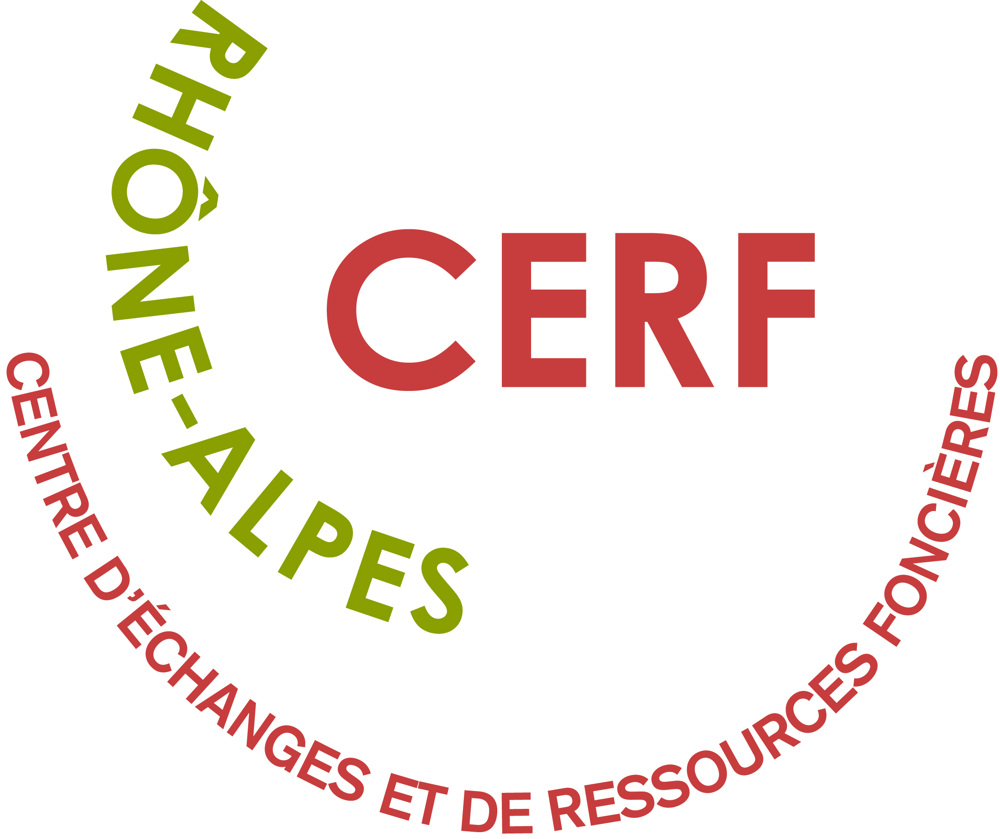 CERF
RHÔNE-ALPES
CENTRE D'ÉCHANGES ET DE RESSOURCES FONCIÈRES